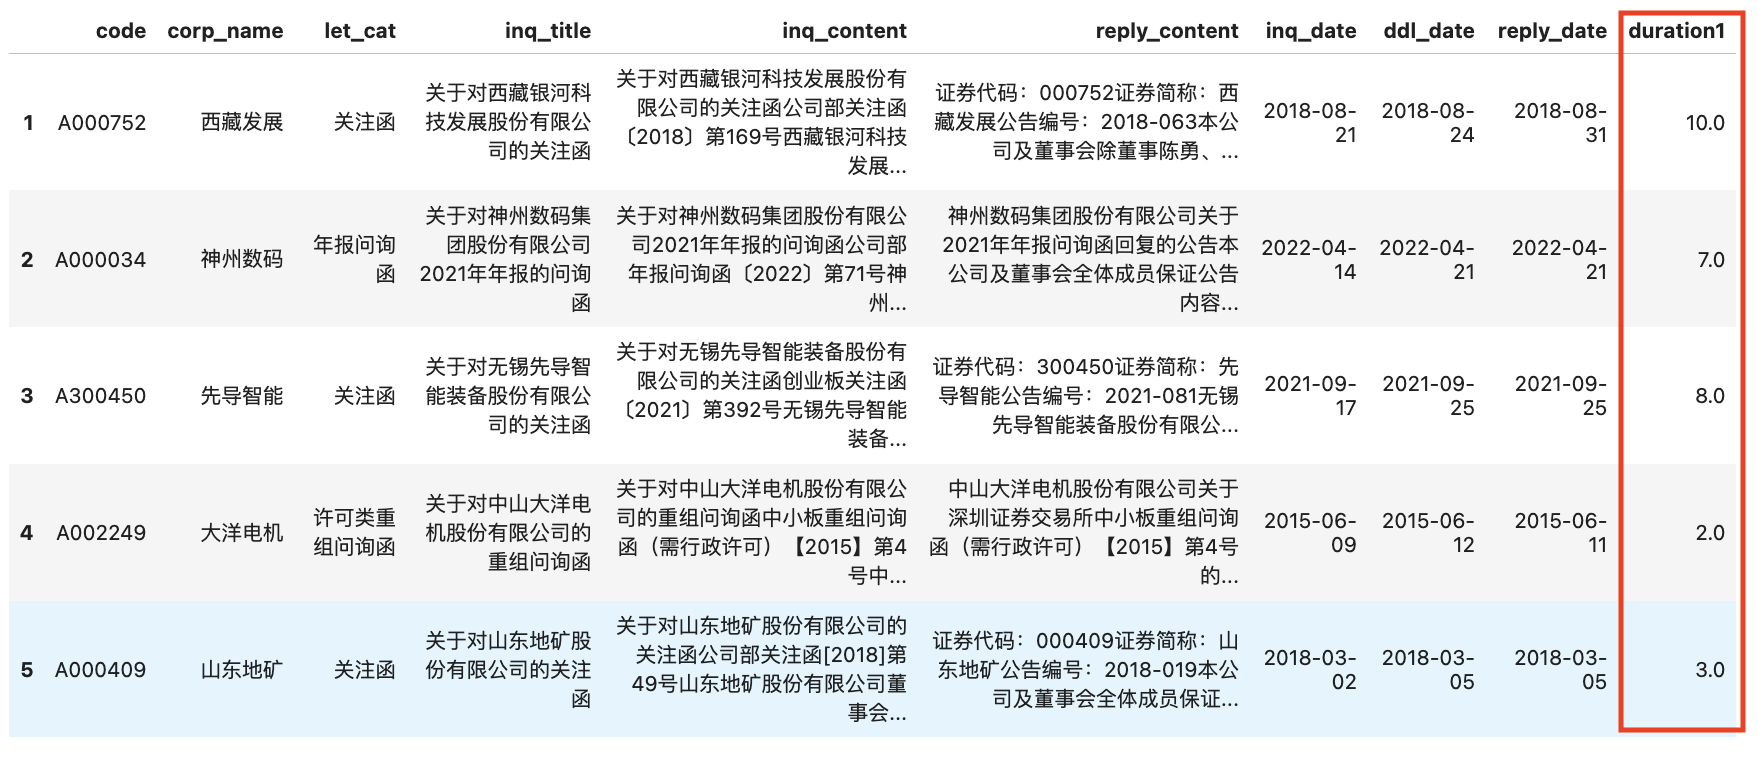 code corp_name let_cat inq_title inq_content reply_content inq_date ddl_date reply_date duration1
1 A000752 西藏发展 关注函
关于对西藏银河科
技发展股份有限公
司的关注函
关于对西藏银河科技发展股份有
限公司的关注函公司部关注函
〔2018〕第169号西藏银河科技
发展...
证券代码：000752证券简称：西
藏发展公告编号：2018-063本公
司及董事会除董事陈勇、...
2018-08-
21
2018-08-
24
2018-08-
31
10.0
2 A000034 神州数码
年报问询
函
关于对神州数码集
团股份有限公司
2021年年报的问询
函
关于对神州数码集团股份有限公
司2021年年报的问询函公司部
年报问询函〔2022〕第71号神
州...
神州数码集团股份有限公司关于
2021年年报问询函回复的公告本
公司及董事会全体成员保证公告
内容...
2022-04-
14
2022-04-
21
2022-04-
21
7.0
3 A300450 先导智能 关注函
关于对无锡先导智
能装备股份有限公
司的关注函
关于对无锡先导智能装备股份有
限公司的关注函创业板关注函
〔2021〕第392号无锡先导智能
装备...
证券代码：300450证券简称：先
导智能公告编号：2021-081无锡
先导智能装备股份有限公...
2021-09-
17
2021-09-
25
2021-09-
25
8.0
4 A002249 大洋电机
许可类重
组问询函
关于对中山大洋电
机股份有限公司的
重组问询函
关于对中山大洋电机股份有限公
司的重组问询函中小板重组问询
函（需行政许可）【2015】第4
号中...
中山大洋电机股份有限公司关于
深圳证券交易所中小板重组问询
函（需行政许可）【2015】第4号
的...
2015-06-
09
2015-06-
12
2015-06-
11
2.0
5 A000409 山东地矿 关注函
关于对山东地矿股
份有限公司的关注
函
关于对山东地矿股份有限公司的
关注函公司部关注函[2018]第
49号山东地矿股份有限公司董
事会...
证券代码：000409证券简称：山
东地矿公告编号：2018-019本公
司及董事会全体成员保证...
2018-03-
02
2018-03-
05
2018-03-
05
3.0